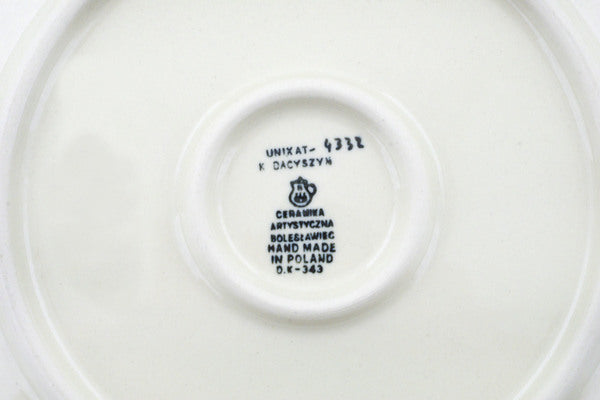 UNIKAT- 4332
K DACYSZYN
CERAMIKA
ARTYSTYCZNA
BOLESŁAWIEC
HAND MADE
IN POLAND
D.K-343